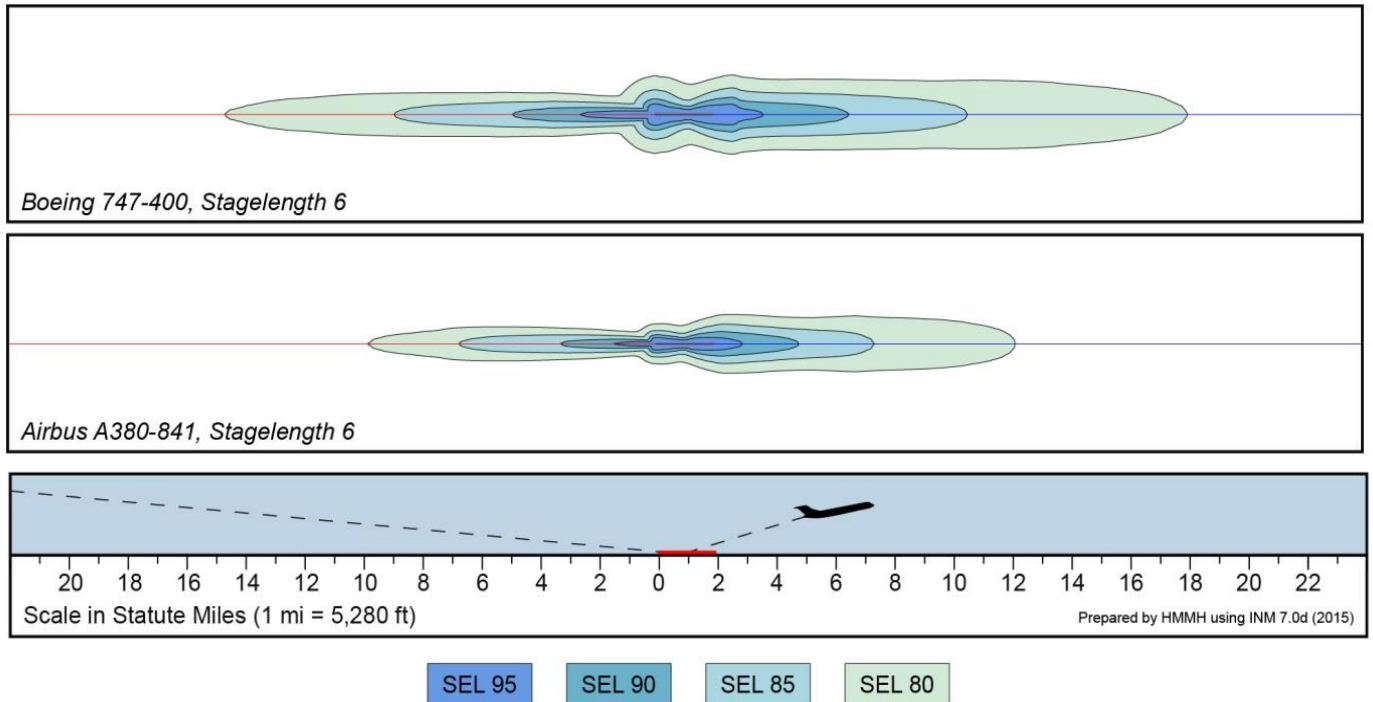 Boeing 747-400, Stagelength 6
Airbus A380-841, Stagelength 6
20 18 16 14 12 10 8 6 4 2 0 2 4 6 8 10 12 14 16 18 20 22
Scale in Statute Miles (1 mi = 5,280 ft) Prepared by HMMH using INM 7.0d (2015)
SEL 95 SEL 90 SEL 85 SEL 80